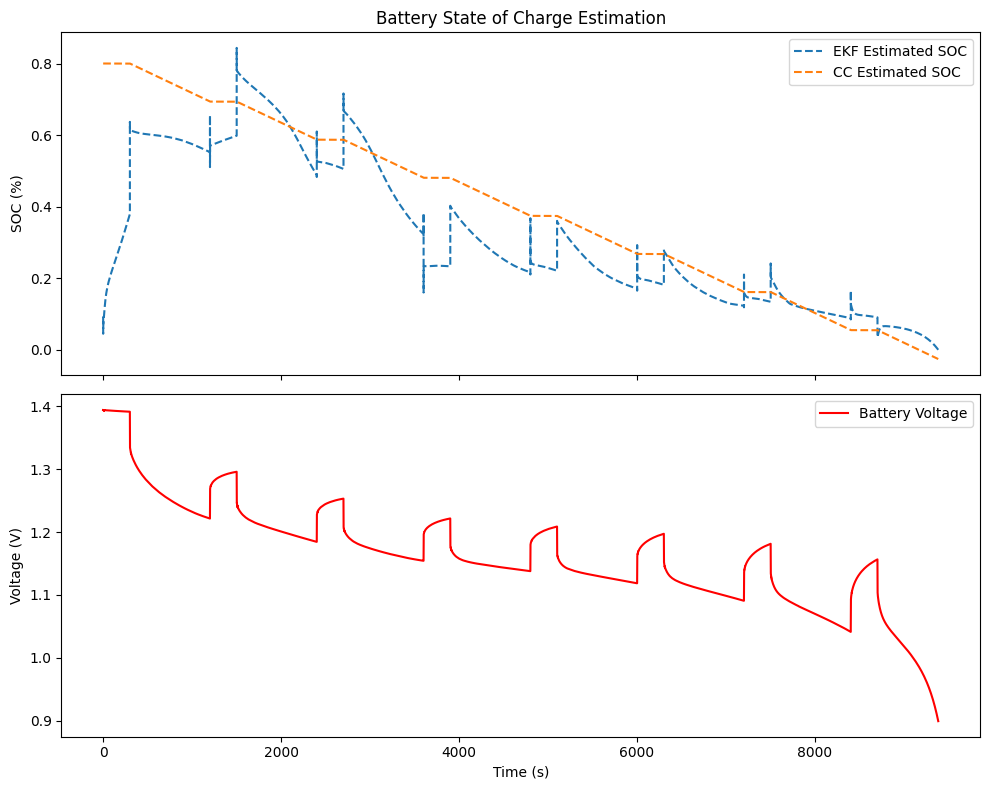 Battery State of Charge Estimation
EKF Estimated SOC
CC Estimated SOC
SOC (%)
0.8
0.6
0.4
0.2
0.0
Battery Voltage
Voltage (V)
1.4
1.3
1.2
1.1
1.0
0.9
0 2000 4000 6000 8000
Time (s)